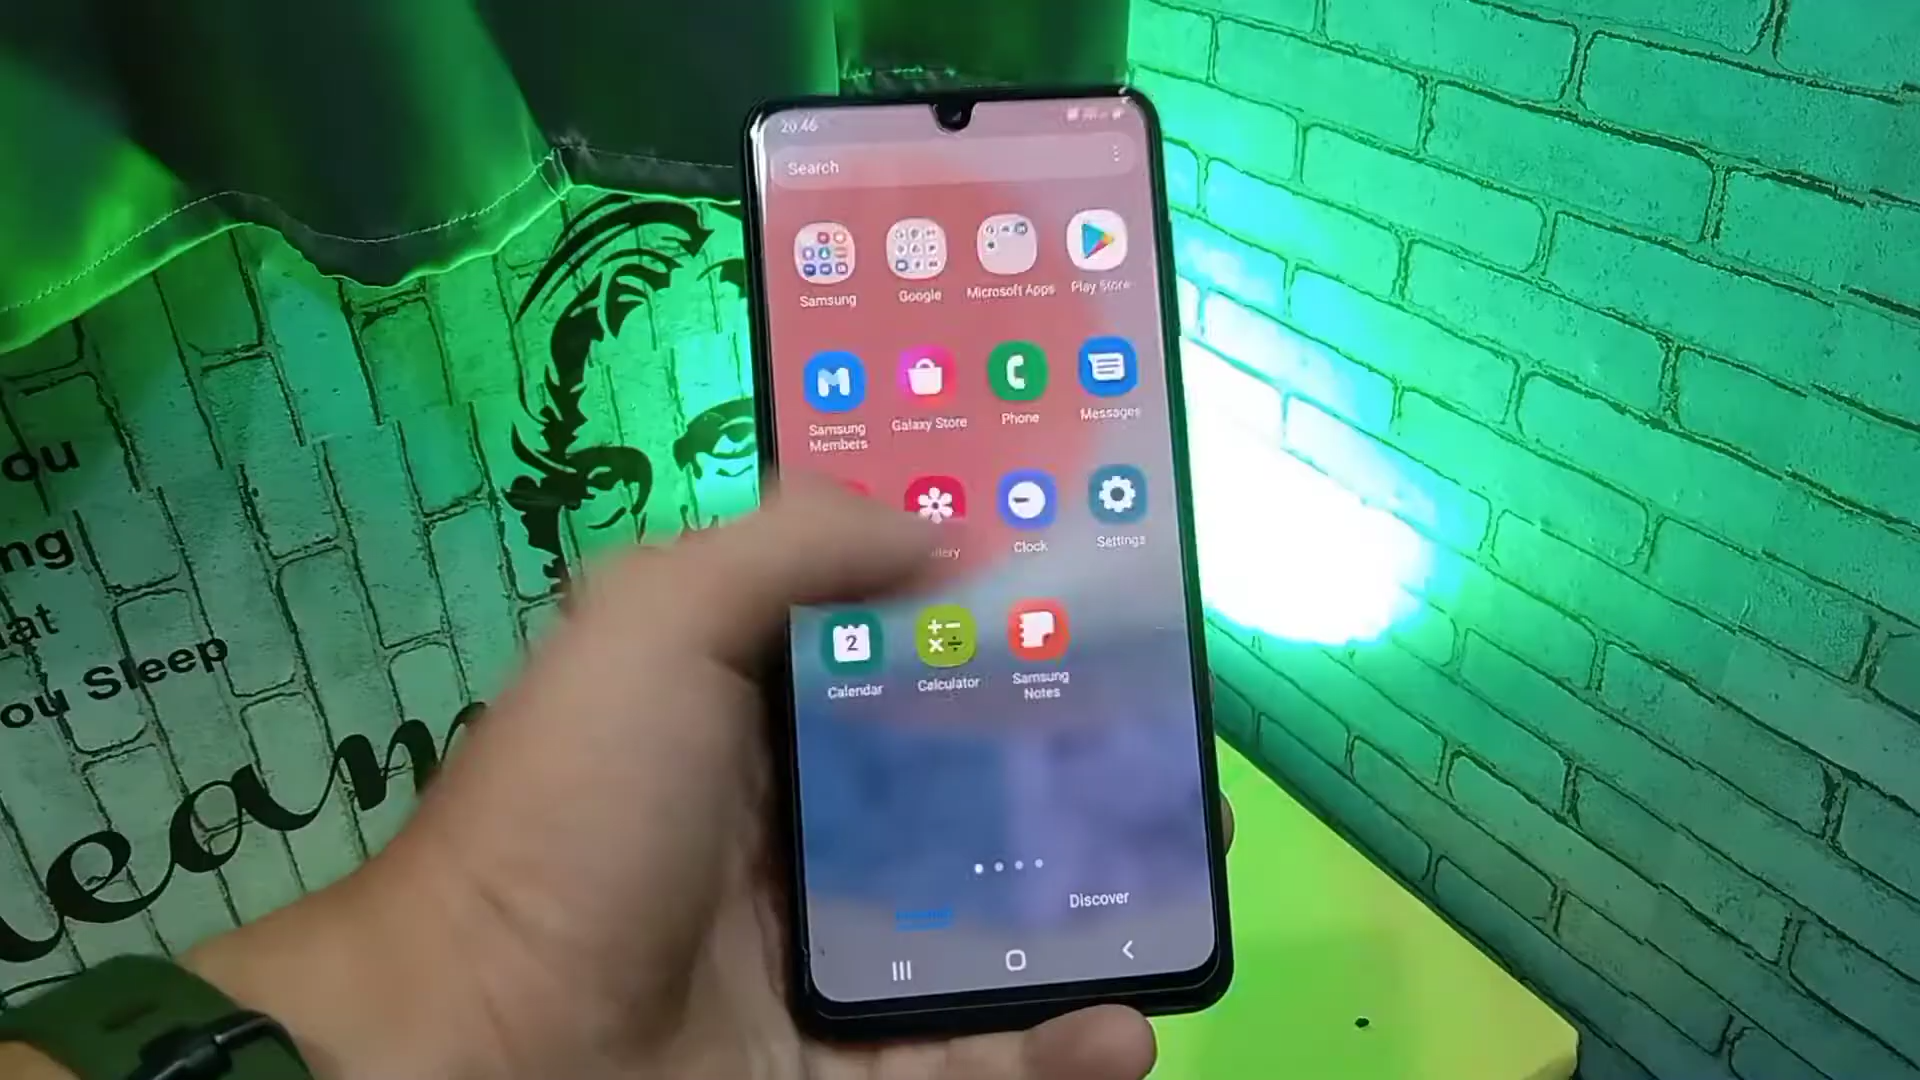 20:46
Search
Samsung
Google
Microsoft Apps
Play Store
Samsung
Members
Galaxy Store
Phone
Messages
Clock
Settings
2
Calendar
Calculator
Samsung
Notes
Discover
ou
ng
at
ou Sleep
eam